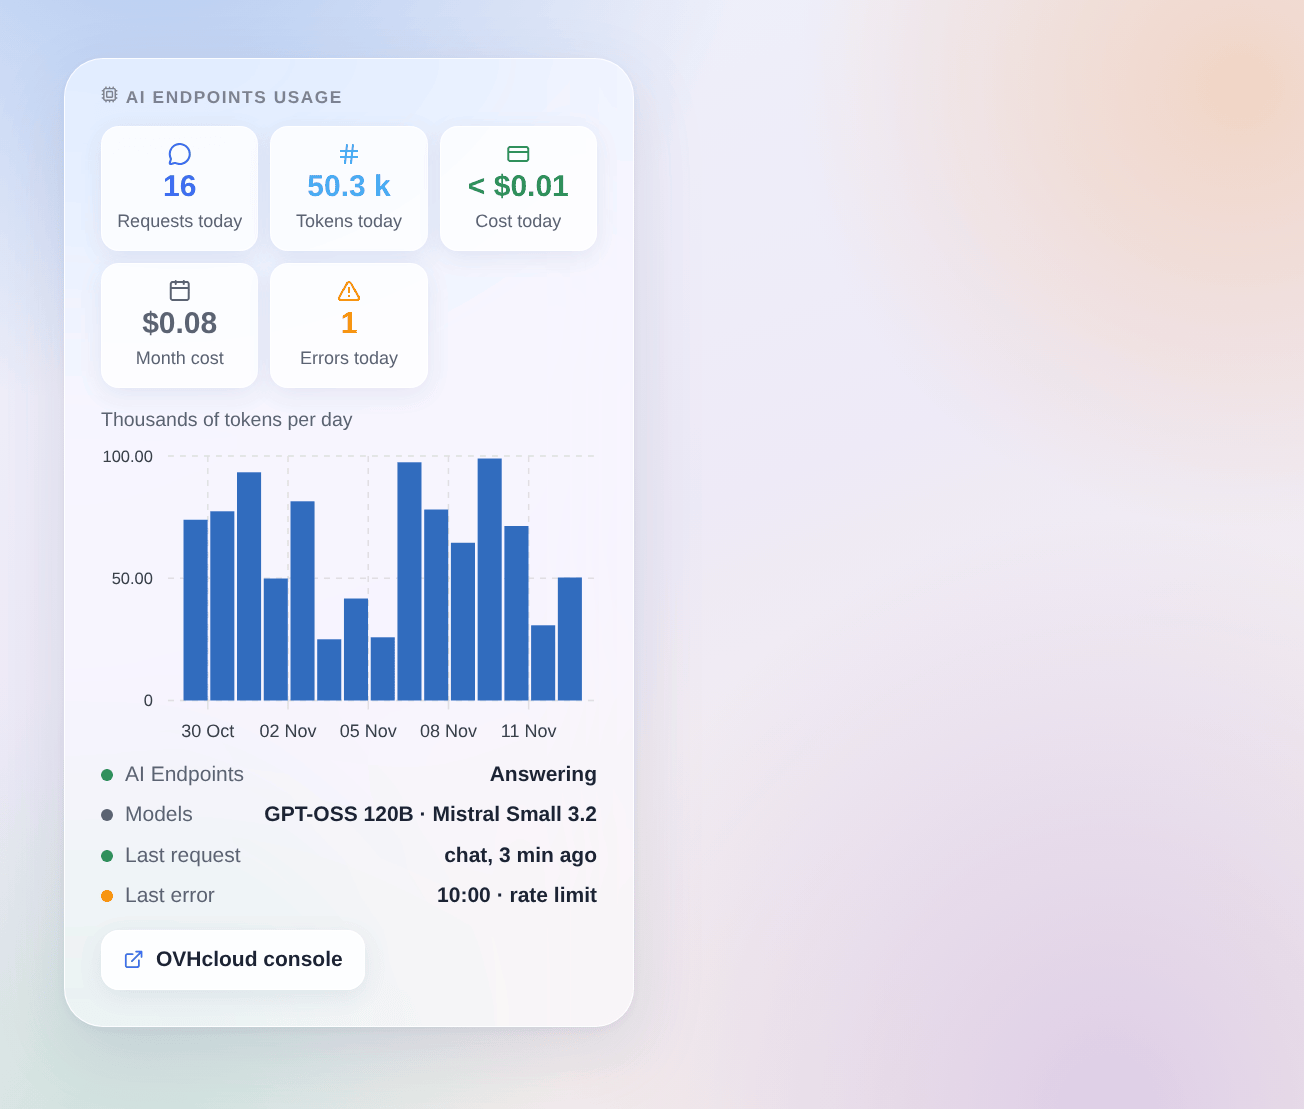 AI ENDPOINTS USAGE
16
Requests today
50.3 k
Tokens today
< $0.01
Cost today
$0.08
Month cost
1
Errors today
Thousands of tokens per day
100.00
50.00
0
30 Oct 02 Nov 05 Nov 08 Nov 11 Nov
AI Endpoints Answering
Models GPT-OSS 120B · Mistral Small 3.2
Last request chat, 3 min ago
Last error 10:00 · rate limit
OVHcloud console